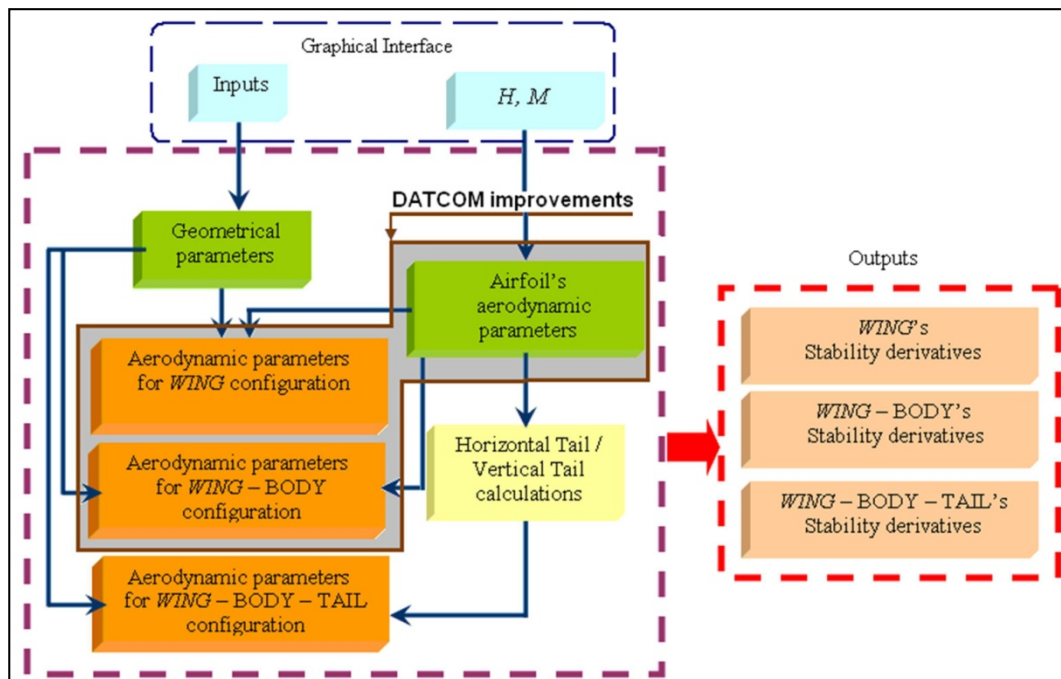 Graphical Interface
Inputs
H, M
DATCOM improvements
Geometrical
parameters
Airfoil's
aerodynamic
parameters
Aerodynamic parameters
for WING configuration
Aerodynamic parameters
for WING – BODY
configuration
Horizontal Tail /
Vertical Tail
calculations
Aerodynamic parameters
for WING – BODY – TAIL
configuration
Outputs
WING's
Stability derivatives
WING – BODY's
Stability derivatives
WING – BODY – TAIL's
Stability derivatives